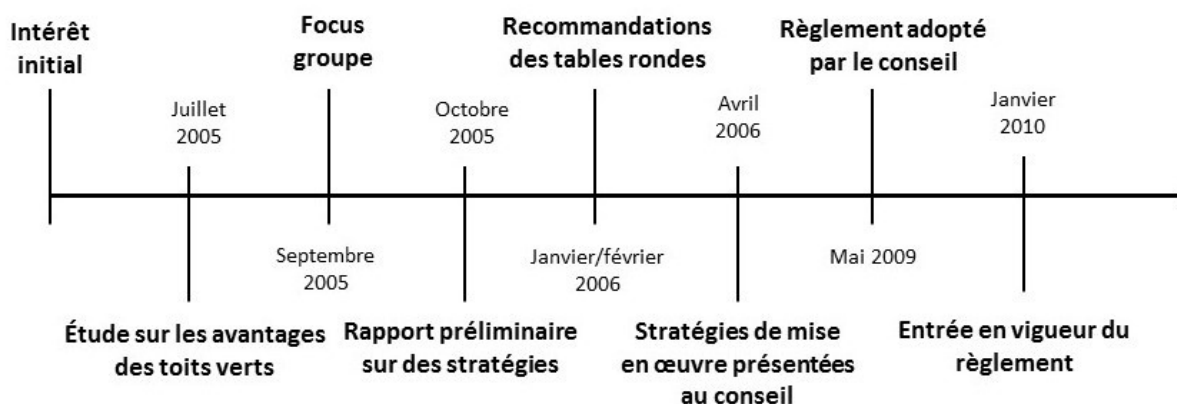 Intérêt
initial
Juillet
2005
Étude sur les avantages
des toits verts
Focus
groupe
Septembre
2005
Octobre
2005
Rapport préliminaire
sur des stratégies
Recommandations
des tables rondes
Janvier/février
2006
Avril
2006
Stratégies de mise
en œuvre présentées
au conseil
Règlement adopté
par le conseil
Mai 2009
Janvier
2010
Entrée en vigueur du
règlement